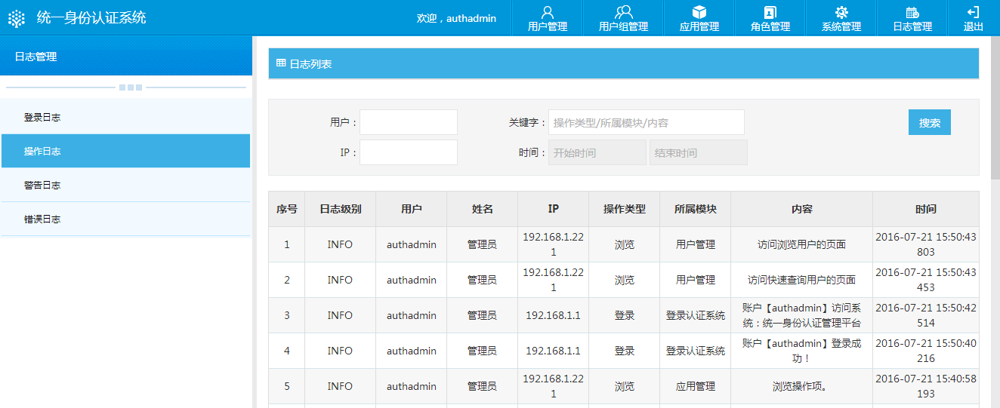 统一身份认证系统
欢迎，authadmin
用户管理
用户组管理
应用管理
角色管理
系统管理
日志管理
退出
日志管理
登录日志
操作日志
警告日志
错误日志
日志列表
用户：
关键字：操作类型/所属模块/内容
搜索
IP：
时间：开始时间 结束时间
序号 日志级别 用户 姓名 IP 操作类型 所属模块 内容 时间
1 INFO authadmin 管理员 192.168.1.22
1 浏览 用户管理 访问浏览用户的页面 2016-07-21 15:50:43
803
2 INFO authadmin 管理员 192.168.1.22
1 浏览 用户管理 访问快速查询用户的页面 2016-07-21 15:50:43
453
3 INFO authadmin 管理员 192.168.1.1 登录 登录认证系统 账户【authadmin】访问系
统：统一身份认证管理平台 2016-07-21 15:50:42
514
4 INFO authadmin 管理员 192.168.1.1 登录 登录认证系统 账户【authadmin】登录成
功！ 2016-07-21 15:50:40
216
5 INFO authadmin 管理员 192.168.1.22
1 浏览 应用管理 浏览操作项。 2016-07-21 15:40:58
193